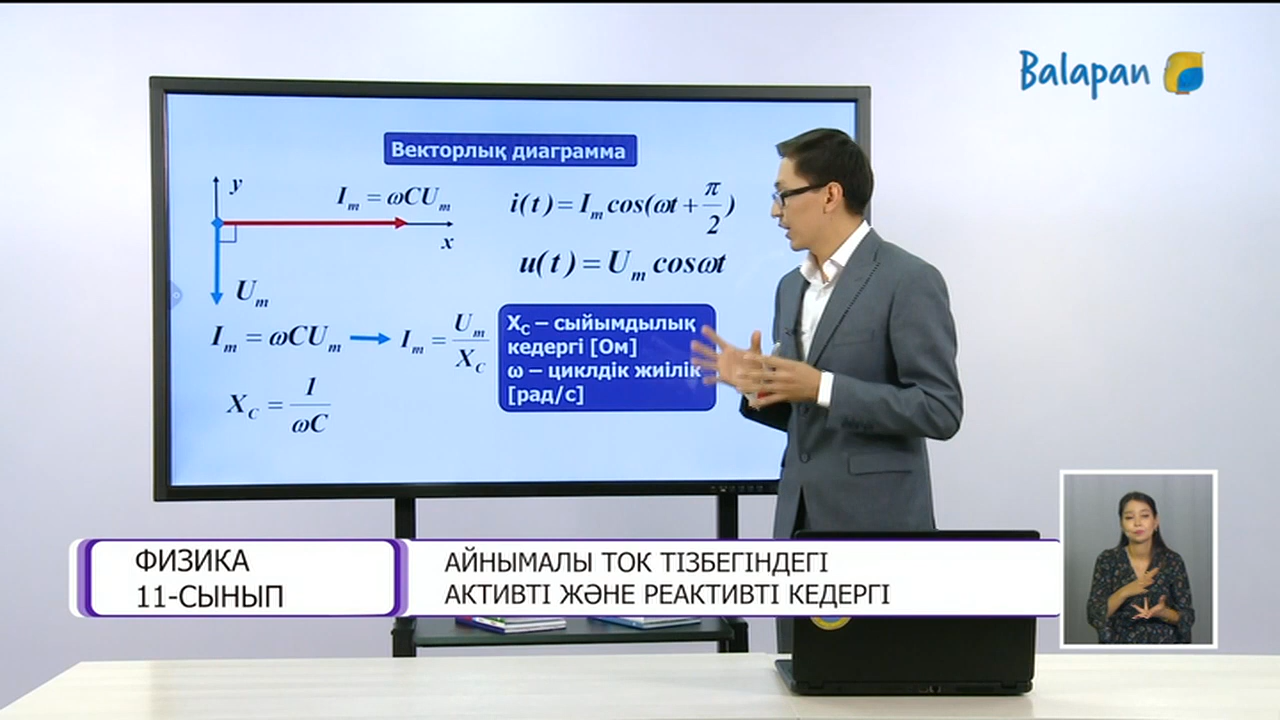 Balapan
Векторлық диаграмма
y
I_m = ωCU_m
x
U_m
i(t) = I_m cos(ωt + π/2)
u(t) = U_m cosωt
I_m = ωCU_m → I_m = U_m/X_C
X_C = 1/ωC
X_C – сыйымдылық
кедергі [Ом]
ω – циклдік жиілік
[рад/с]
ФИЗИКА
11-СЫНЫП
АЙНЫМАЛЫ ТОК ТІЗБЕГІНДЕГІ
АКТИВТІ ЖӘНЕ РЕАКТИВТІ КЕДЕРГІ